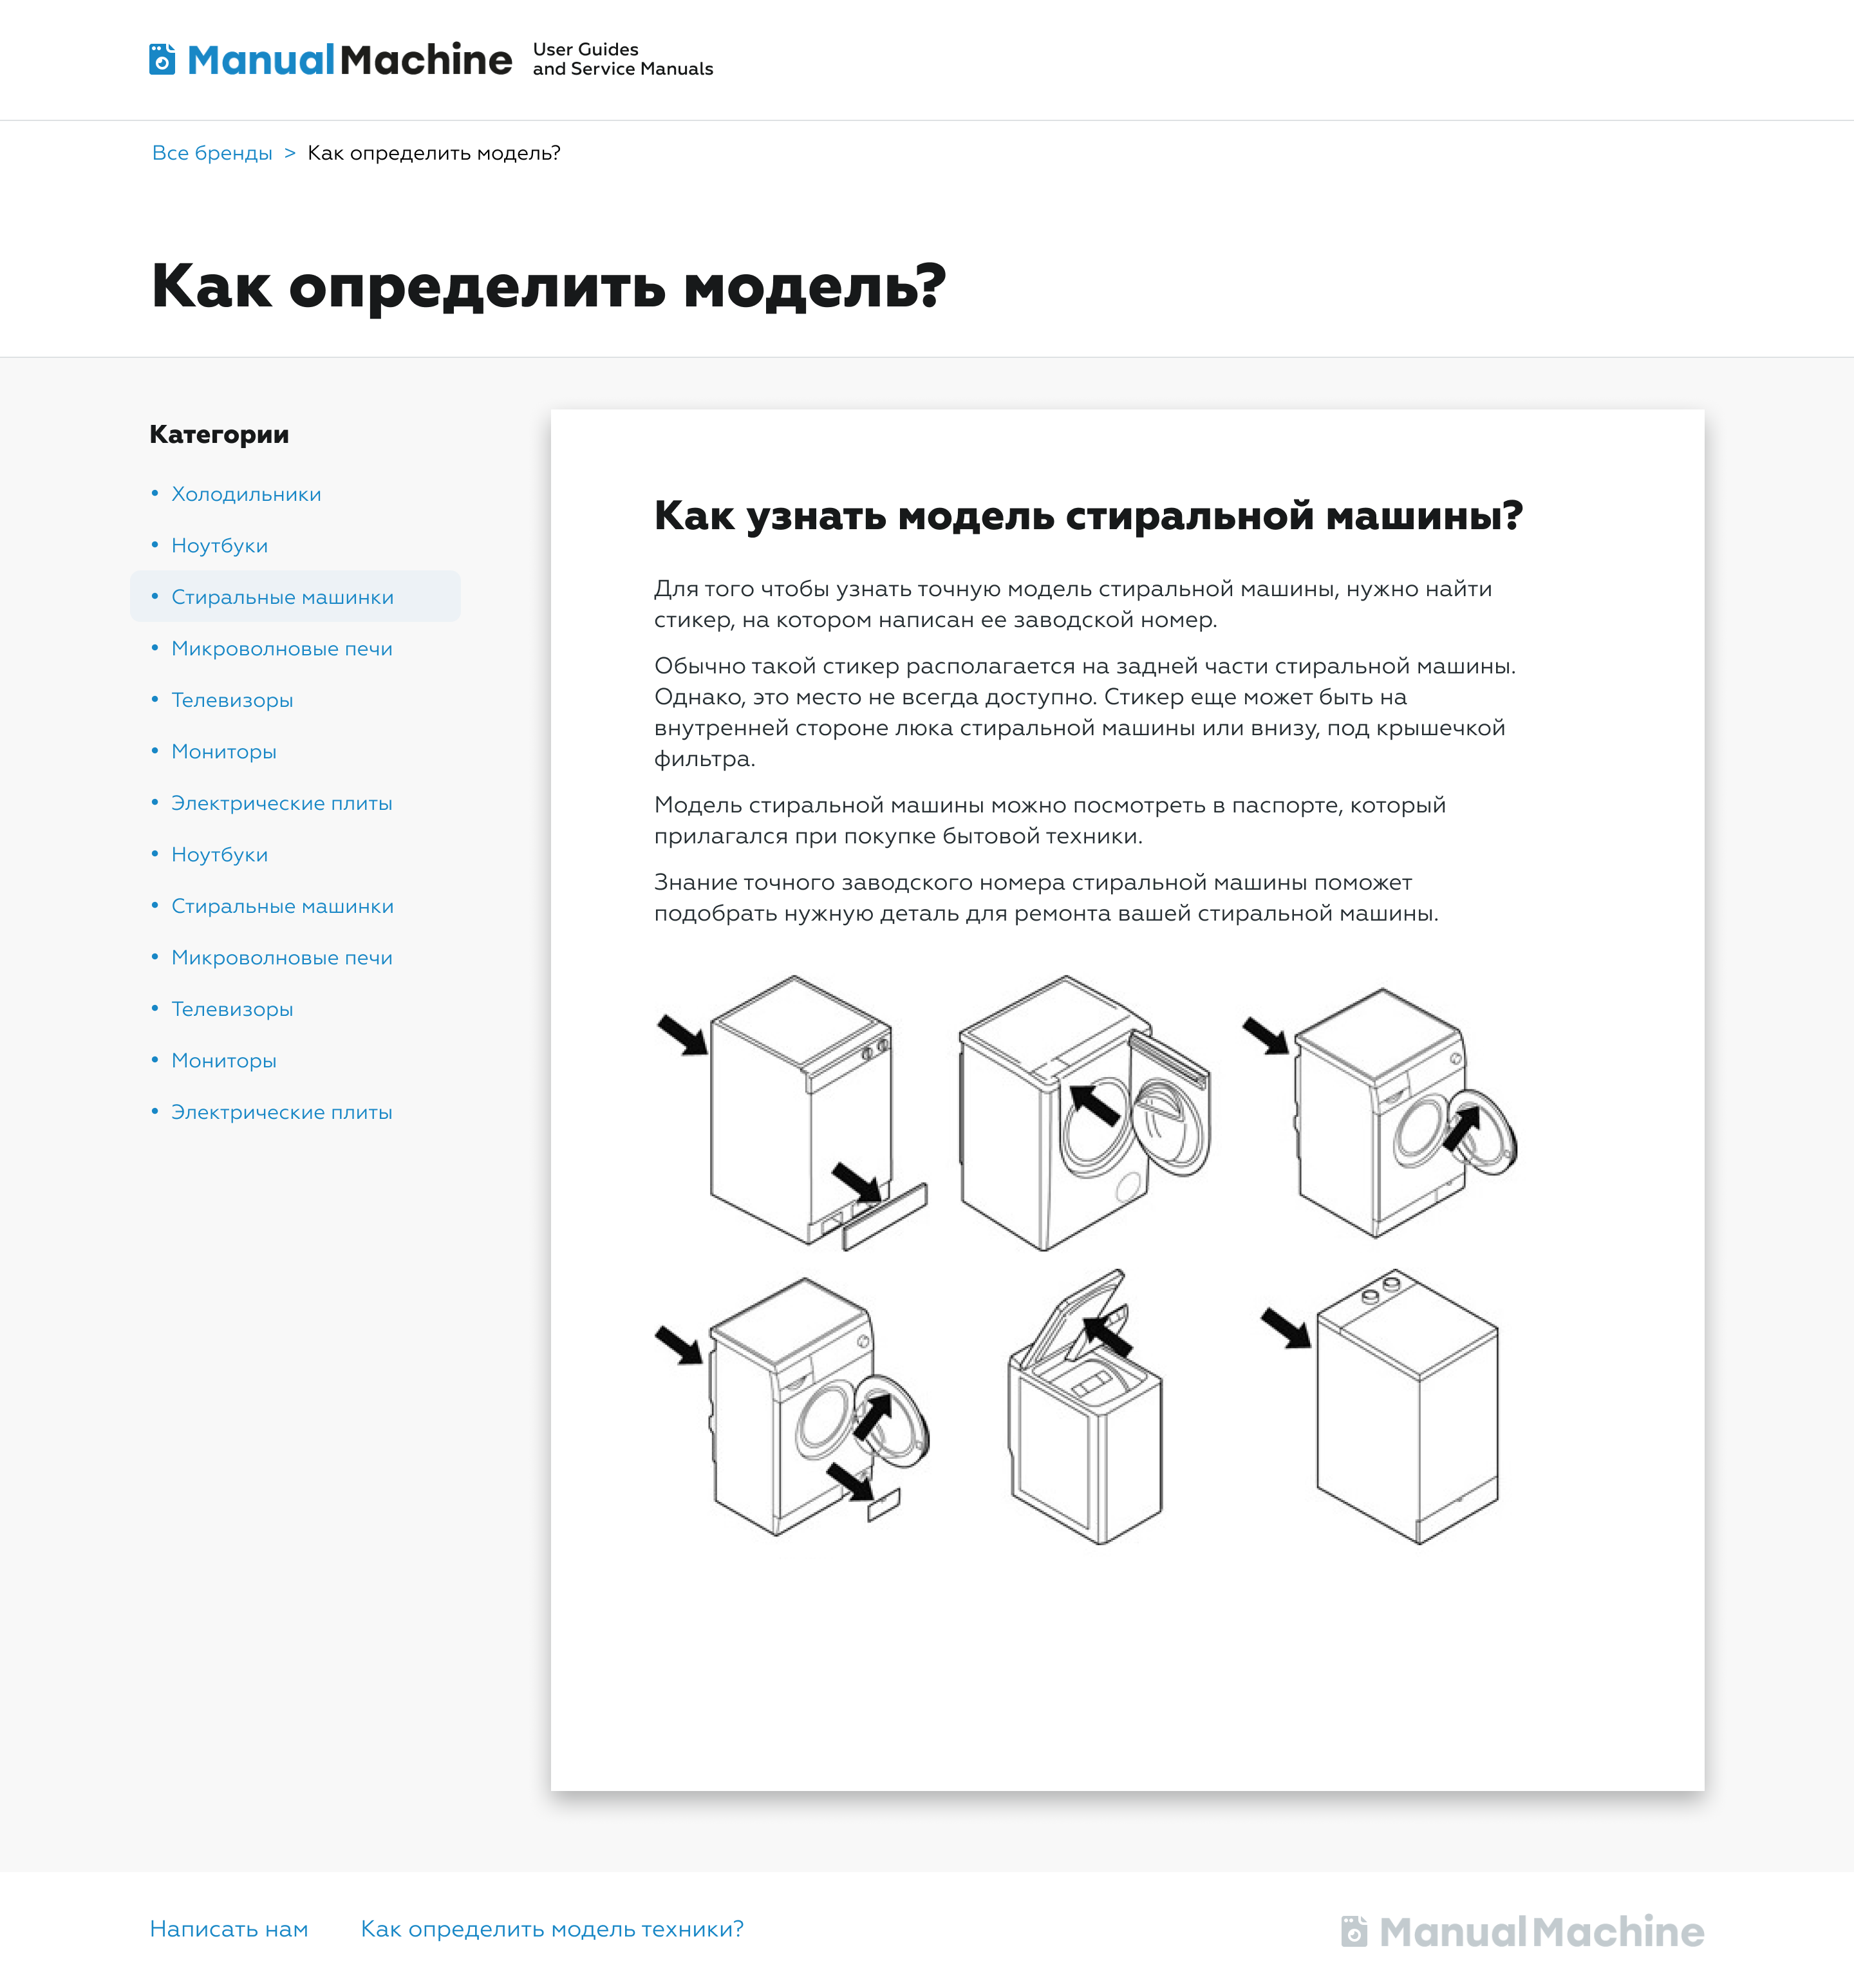 ManualMachine
User Guides
and Service Manuals
Все бренды > Как определить модель?
Как определить модель?
Категории
• Холодильники
• Ноутбуки
• Стиральные машинки
• Микроволновые печи
• Телевизоры
• Мониторы
• Электрические плиты
• Ноутбуки
• Стиральные машинки
• Микроволновые печи
• Телевизоры
• Мониторы
• Электрические плиты
Как узнать модель стиральной машины?
Для того чтобы узнать точную модель стиральной машины, нужно найти
стикер, на котором написан ее заводской номер.
Обычно такой стикер располагается на задней части стиральной машины.
Однако, это место не всегда доступно. Стикер еще может быть на
внутренней стороне люка стиральной машины или внизу, под крышечкой
фильтра.
Модель стиральной машины можно посмотреть в паспорте, который
прилагался при покупке бытовой техники.
Знание точного заводского номера стиральной машины поможет
подобрать нужную деталь для ремонта вашей стиральной машины.
Написать нам
Как определить модель техники?
ManualMachine